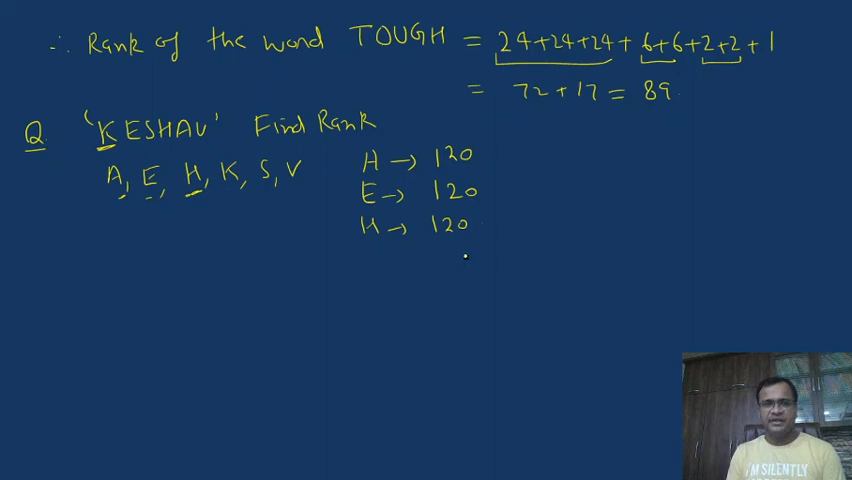 ∴ Rank of the word TOUGH = 24+24+24+6+6+2+2+1
= 72+17 = 89.
Q 'KESHAV' Find Rank
A, E, H, K, S, V
A → 120
E → 120
H → 120
I'M SILENTLY